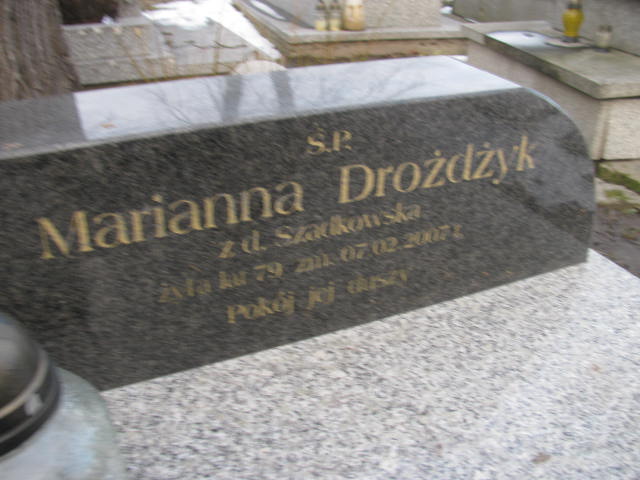 Ś.P.
Marianna Drożdżyk
z d. Szadkowska
żyła lat 79 zm. 07.02.2007 r.
Pokój jej duszy